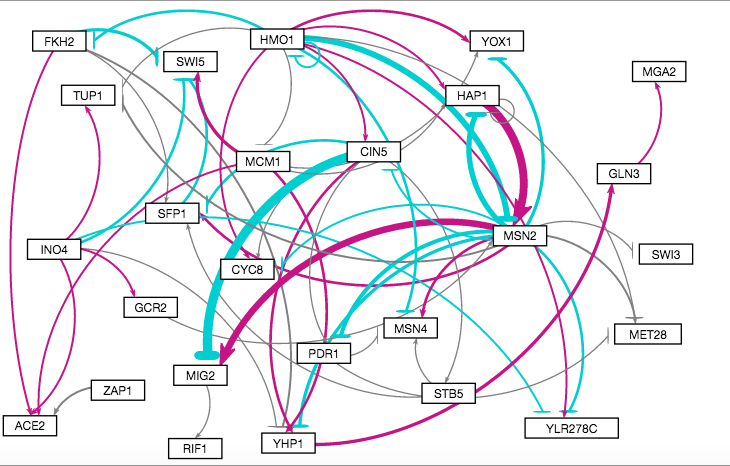 FKH2
HMO1
YOX1
SWI5
MGA2
TUP1
HAP1
CIN5
MCM1
GLN3
SFP1
MSN2
INO4
SWI3
CYC8
GCR2
MSN4
MET28
PDR1
MIG2
ZAP1
STB5
ACE2
YLR278C
YHP1
RIF1